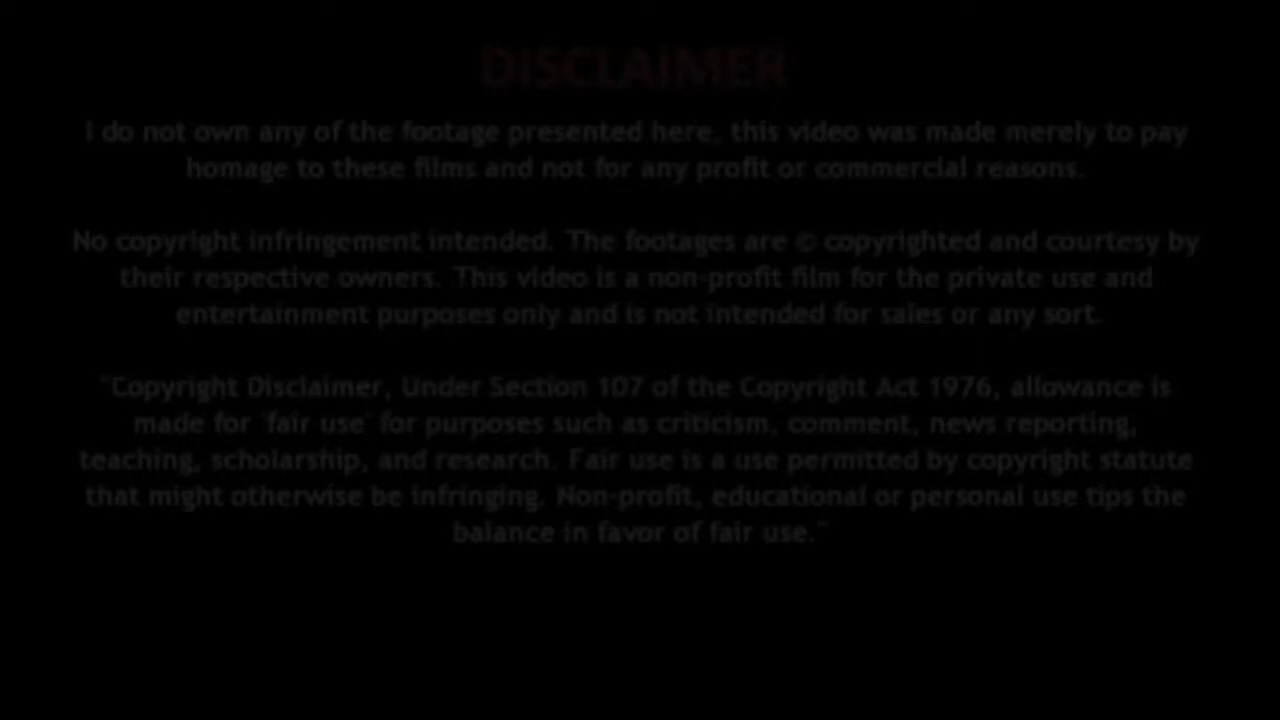 DISCLAIMER
I do not own any of the footage presented here, this video was made merely to pay
homage to these films and not for any profit or commercial reasons.
No copyright infringement intended. The footages are © copyrighted and courtesy by
their respective owners. This video is a non-profit film for the private use and
entertainment purposes only and is not intended for sales or any sort.
"Copyright Disclaimer, Under Section 107 of the Copyright Act 1976, allowance is
made for 'fair use' for purposes such as criticism, comment, news reporting,
teaching, scholarship, and research. Fair use is a use permitted by copyright statute
that might otherwise be infringing. Non-profit, educational or personal use tips the
balance in favor of fair use."